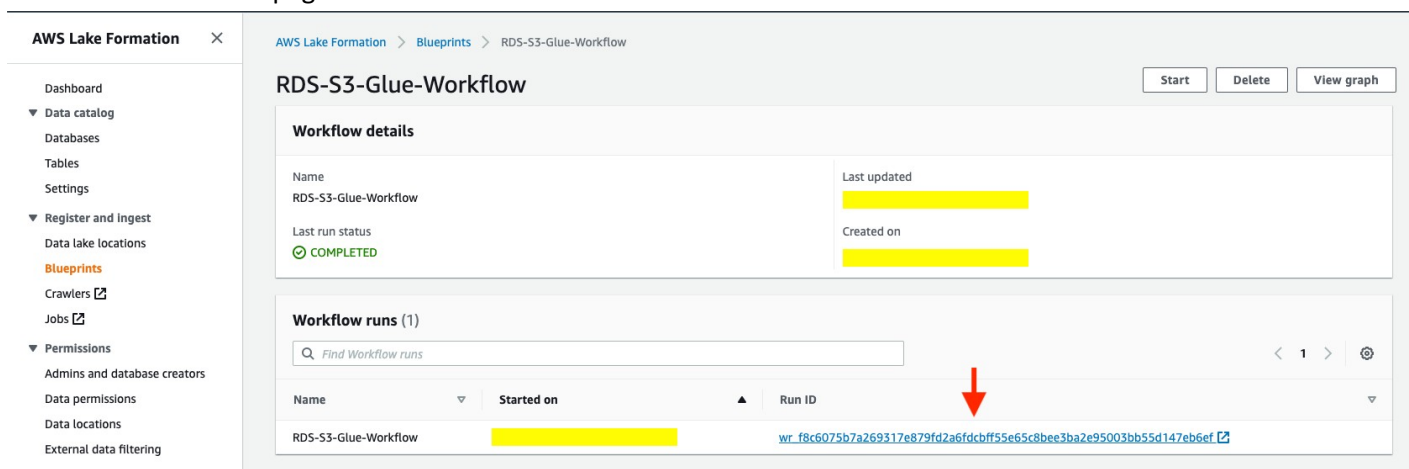 AWS Lake Formation
Dashboard
Data catalog
Databases
Tables
Settings
Register and ingest
Data lake locations
Blueprints
Crawlers
Jobs
Permissions
Admins and database creators
Data permissions
Data locations
External data filtering
AWS Lake Formation > Blueprints > RDS-S3-Glue-Workflow
RDS-S3-Glue-Workflow
Start Delete View graph
Workflow details
Name
RDS-S3-Glue-Workflow
Last run status
COMPLETED
Last updated
Created on
Workflow runs (1)
Find Workflow runs
< 1 >
Name Started on Run ID
RDS-S3-Glue-Workflow wr_f8c6075b7a269317e879fd2a6fdcbff55e65c8bee3ba2e95003bb55d147eb6ef